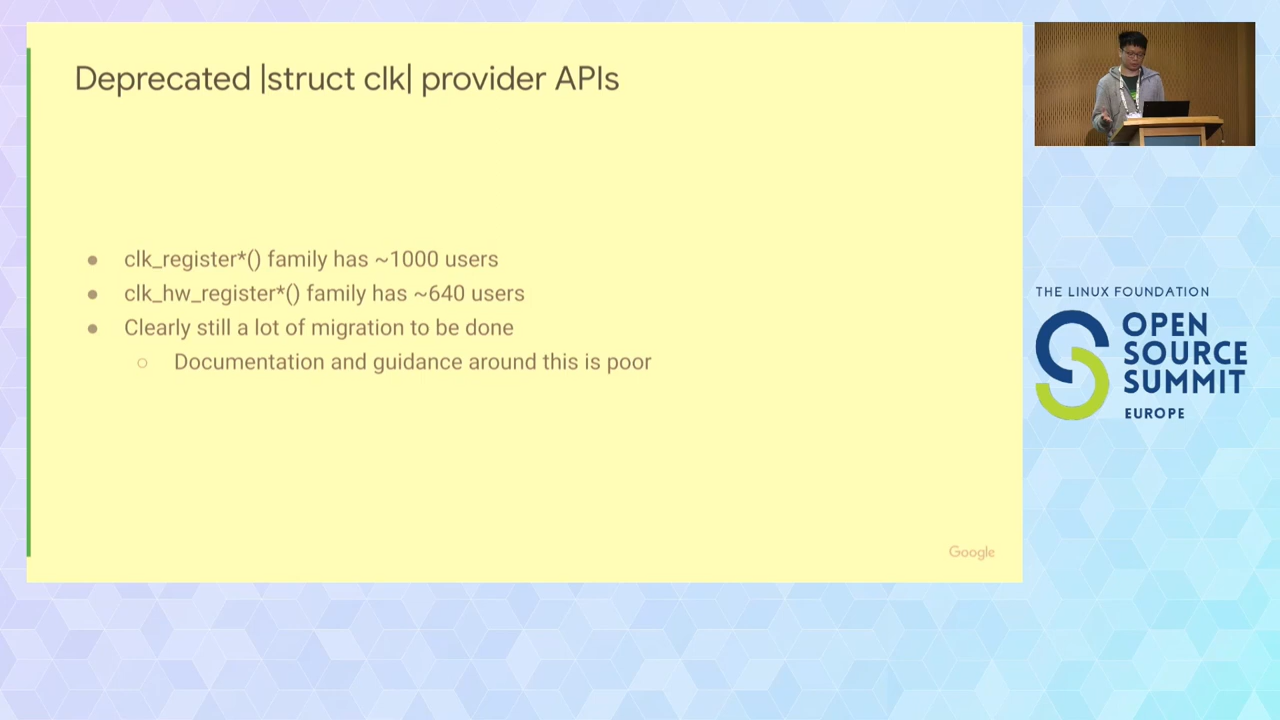 Deprecated |struct clk| provider APIs
● clk_register*() family has ~1000 users
● clk_hw_register*() family has ~640 users
● Clearly still a lot of migration to be done
○ Documentation and guidance around this is poor
Google
THE LINUX FOUNDATION
OPEN
SOURCE
SUMMIT
EUROPE